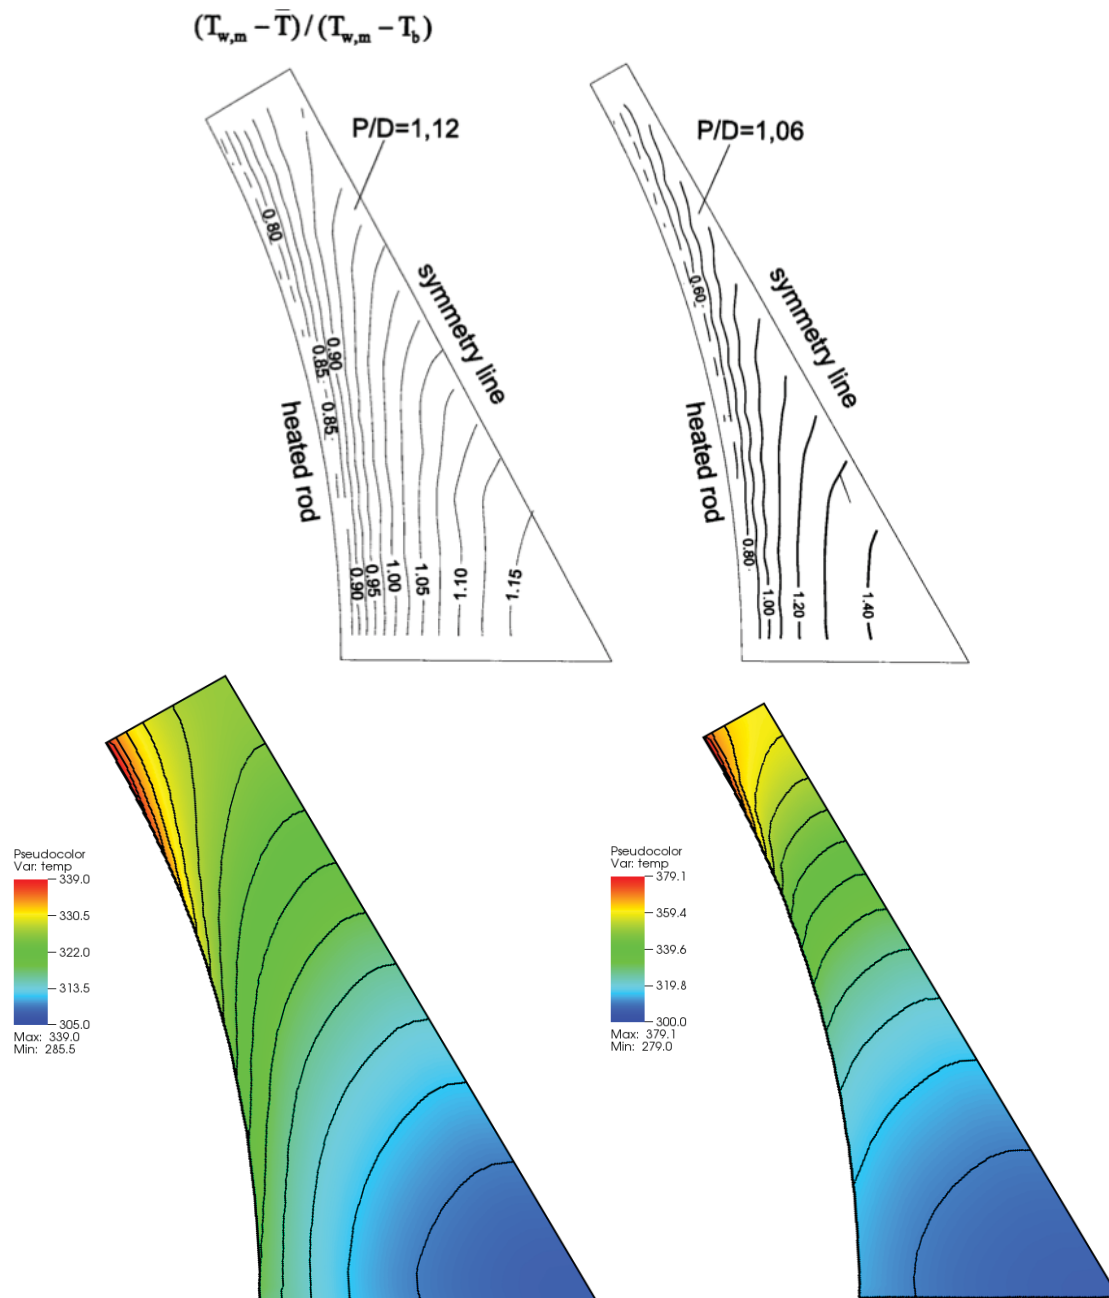 (T_{w,m} − T̄) / (T_{w,m} − T_b)
P/D=1,12
0.80
0.90
0.85
0.85
symmetry line
heated rod
0.90
0.95
1.00
1.05
1.10
1.15
P/D=1,06
0.60
symmetry line
heated rod
0.80
1.00
1.20
1.40
Pseudocolor
Var: temp
339.0
330.5
322.0
313.5
305.0
Max: 339.0
Min: 285.5
Pseudocolor
Var: temp
379.1
359.4
339.6
319.8
300.0
Max: 379.1
Min: 279.0